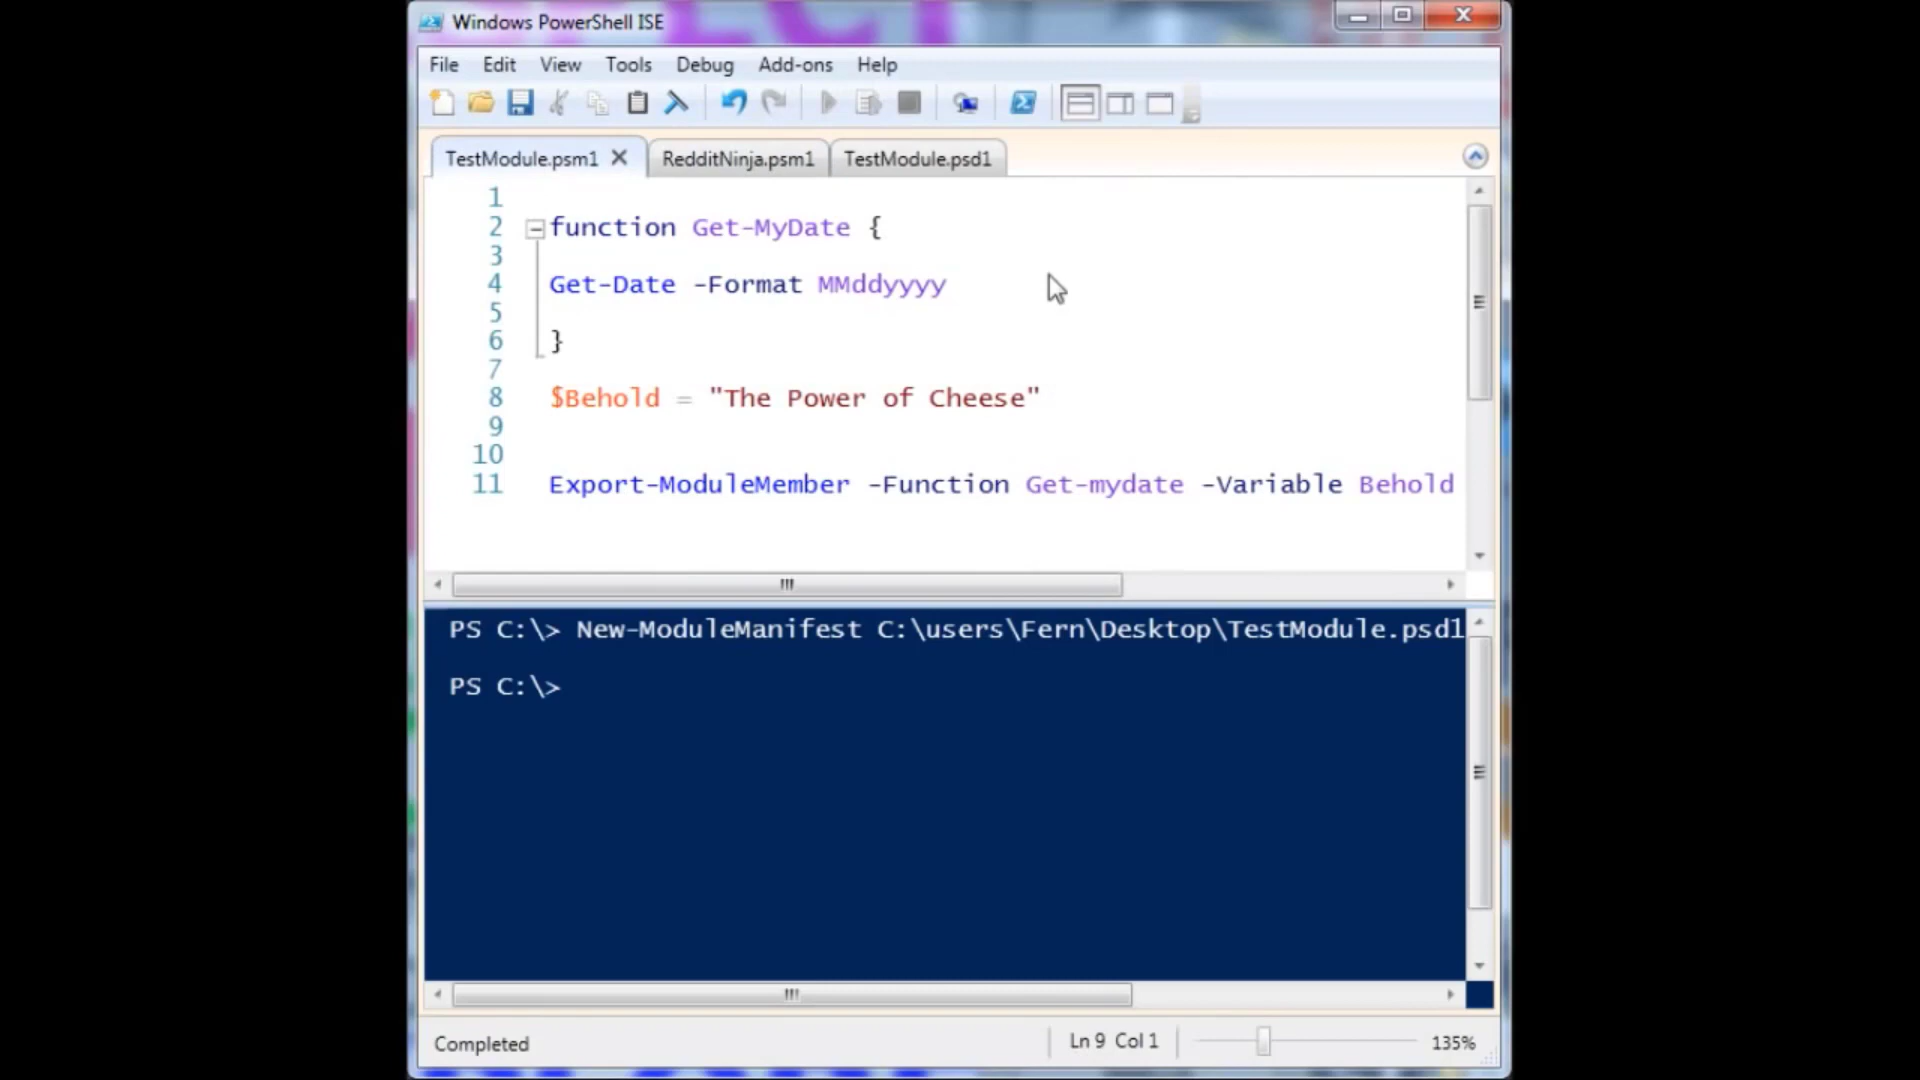 Windows PowerShell ISE
File Edit View Tools Debug Add-ons Help
TestModule.psm1 RedditNinja.psm1 TestModule.psd1
1
2 function Get-MyDate {
3
4 Get-Date -Format MMddyyyy
5
6 }
7
8 $Behold = "The Power of Cheese"
9
10
11 Export-ModuleMember -Function Get-mydate -Variable Behold
PS C:\> New-ModuleManifest C:\users\Fern\Desktop\TestModule.psd1
PS C:\>
Completed Ln 9 Col 1 135%